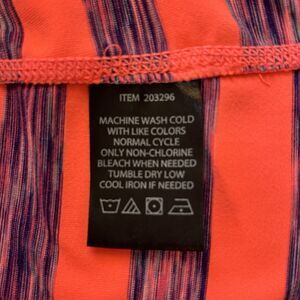 ITEM 203296
MACHINE WASH COLD
WITH LIKE COLORS
NORMAL CYCLE
ONLY NON-CHLORINE
BLEACH WHEN NEEDED
TUMBLE DRY LOW
COOL IRON IF NEEDED